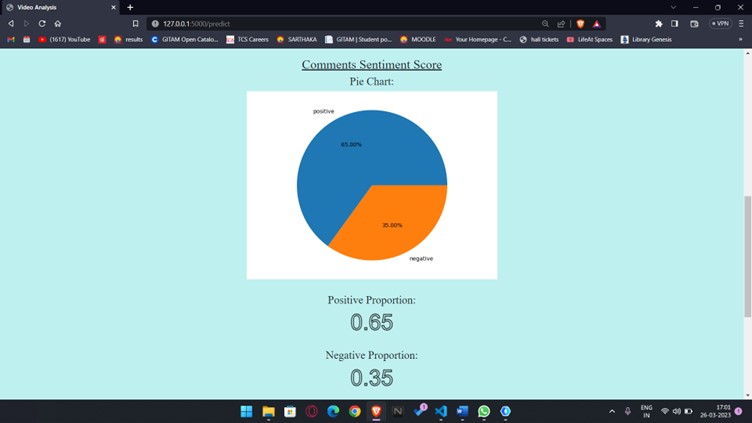 Video Analysis
127.0.0.1:5000/predict
VPN
(1617) YouTube
results
GITAM Open Catalo...
TCS Careers
SARTHAKA
GITAM | Student po...
MOODLE
Your Homepage - C...
hall tickets
LifeAt Spaces
Library Genesis
Comments Sentiment Score
Pie Chart:
positive
65.00%
35.00%
negative
Positive Proportion:
0.65
Negative Proportion:
0.35
ENG
IN
17:01
26-03-2023